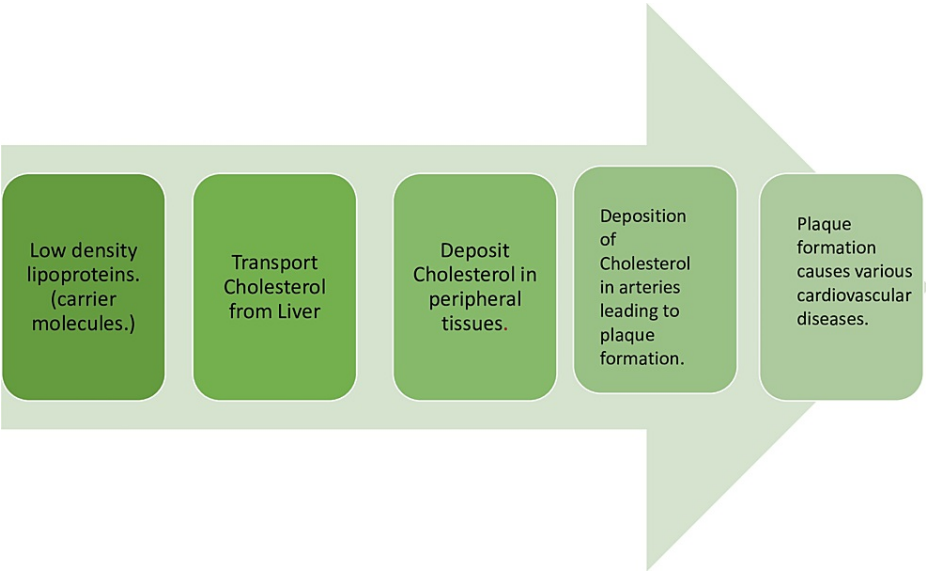 Low density
lipoproteins.
(carrier
molecules.)
Transport
Cholesterol
from Liver
Deposit
Cholesterol in
peripheral
tissues.
Deposition
of
Cholesterol
in arteries
leading to
plaque
formation.
Plaque
formation
causes various
cardiovascular
diseases.